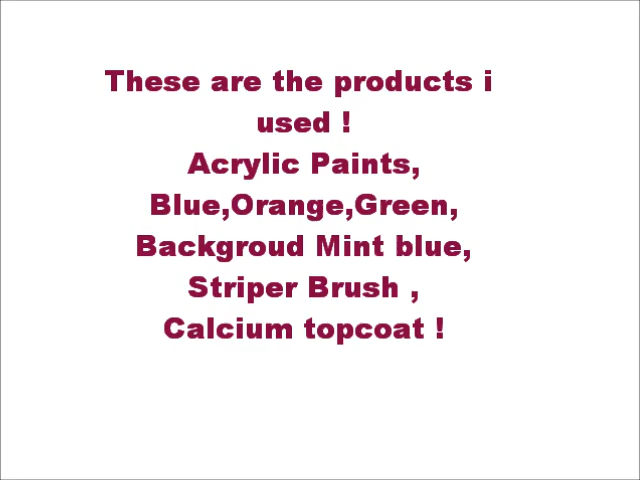 These are the products i
used !
Acrylic Paints,
Blue,Orange,Green,
Backgroud Mint blue,
Striper Brush ,
Calcium topcoat !